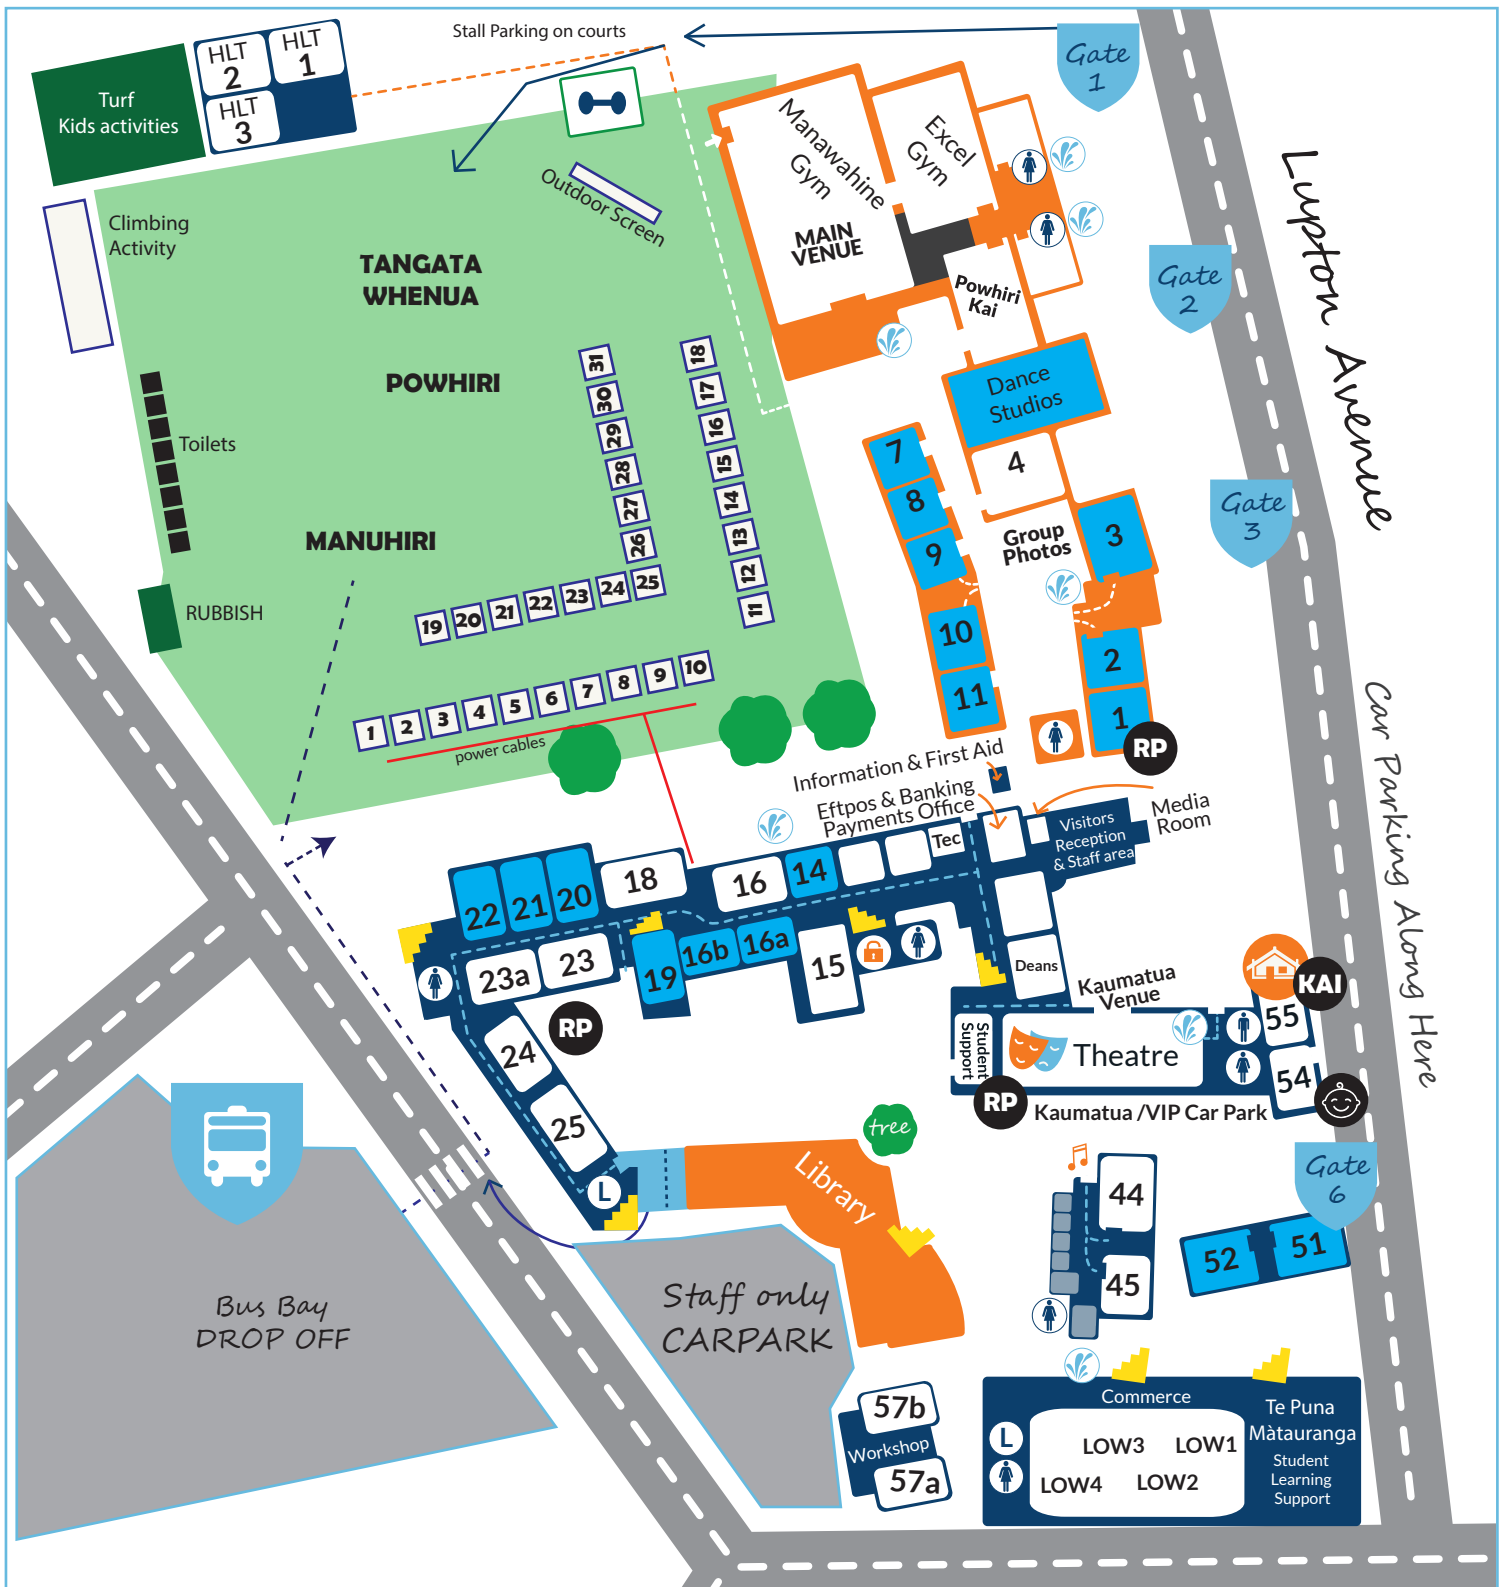 Stall Parking on courts
Gate
1
HLT
2
HLT
1
HLT
3
Turf
Kids activities
Manawahine
Gym
MAIN
VENUE
Excel
Gym
Outdoor Screen
Climbing
Activity
TANGATA
WHENUA
Powhiri
Kai
Gate
2
Lupton Avenue
POWHIRI
31
30
29
28
27
26
18
17
16
15
14
13
12
11
Dance
Studios
4
7
8
9
10
11
Group
Photos
3
2
1
RP
Gate
3
Toilets
MANUHIRI
RUBBISH
19
20
21
22
23
24
25
1
2
3
4
5
6
7
8
9
10
power cables
Car Parking Along Here
Information & First Aid
Eftpos & Banking
Payments Office
Media
Room
Visitors
Reception
& Staff area
Tec
14
16
18
20
21
22
23a
23
19
16b
16a
15
Deans
RP
24
25
L
Kaumatua
Venue
KAI
55
54
Student
Support
Theatre
RP
Kaumatua /VIP Car Park
tree
Library
Gate
6
44
45
52
51
Bus Bay
DROP OFF
Staff only
CARPARK
57b
Workshop
57a
Commerce
L
LOW3
LOW1
LOW4
LOW2
Te Puna
Màtauranga
Student
Learning
Support